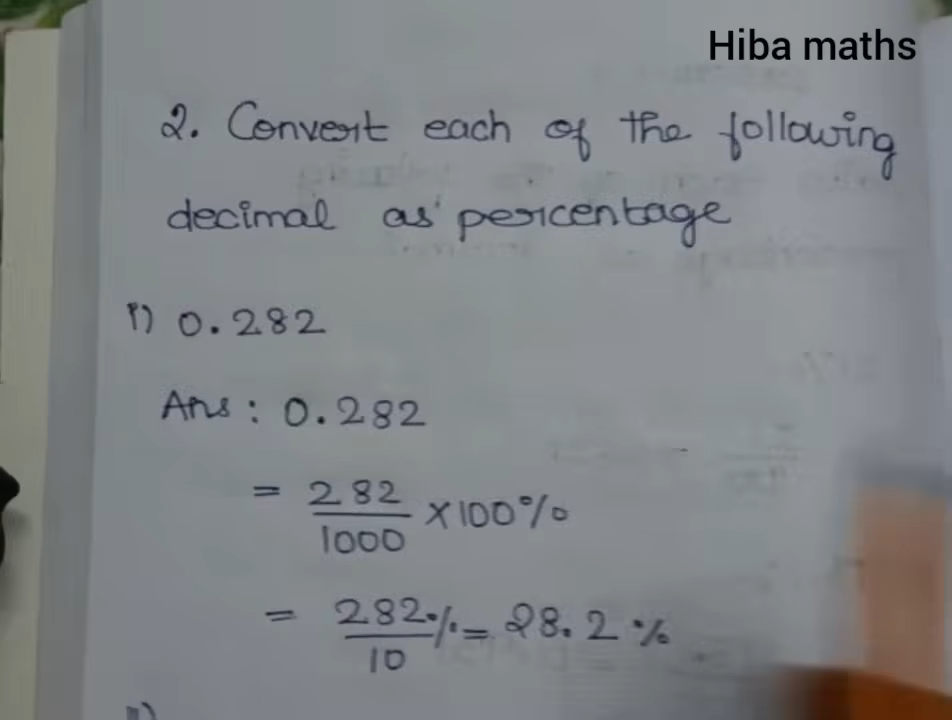 Hiba maths
2. Convert each of the following
decimal as percentage
i) 0.282
Ans : 0.282
= 282/1000 ×100%
= 282/10 % = 28.2 %
ii)